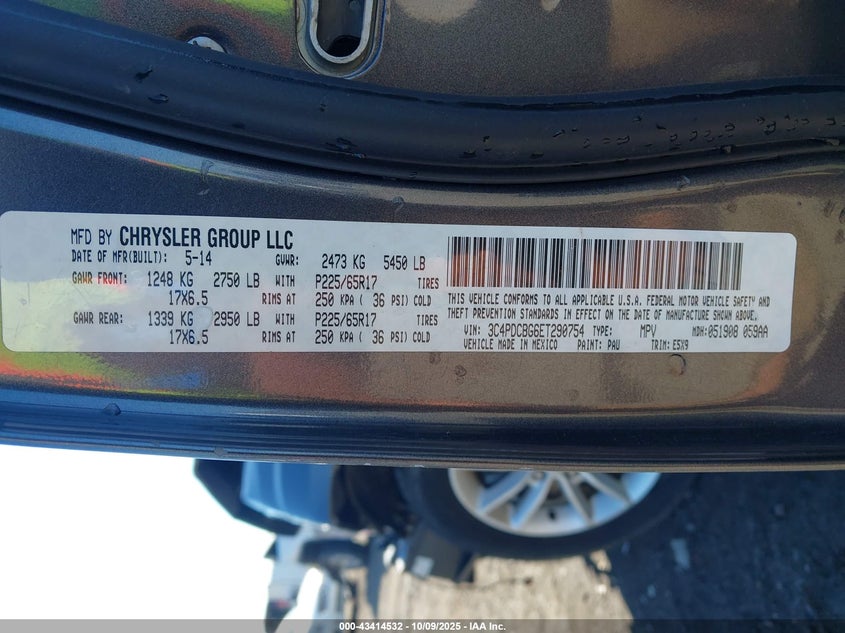 MFD BY CHRYSLER GROUP LLC
DATE OF MFR(BUILT): 5-14 GVWR: 2473 KG 5450 LB
GAWR FRONT: 1248 KG 2750 LB WITH P225/65R17 TIRES
17X6.5 RIMS AT 250 KPA ( 36 PSI) COLD
GAWR REAR: 1339 KG 2950 LB WITH P225/65R17 TIRES
17X6.5 RIMS AT 250 KPA ( 36 PSI) COLD
THIS VEHICLE CONFORMS TO ALL APPLICABLE U.S.A. FEDERAL MOTOR VEHICLE SAFETY AND
THEFT PREVENTION STANDARDS IN EFFECT ON THE DATE OF MANUFACTURE SHOWN ABOVE.
VIN: 3C4PDCBG6ET290754 TYPE: MPV MDH: 051908 059AA
VEHICLE MADE IN MEXICO PAINT: PAU TRIM: E5X9
000-43414532 - 10/09/2025 - IAA Inc.